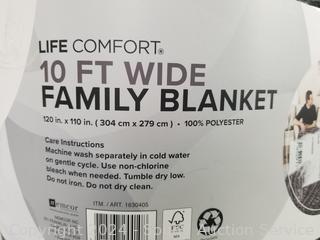 LIFE COMFORT®
10 FT WIDE
FAMILY BLANKET
120 in. x 110 in. ( 304 cm x 279 cm ) • 100% POLYESTER
Care Instructions
Machine wash separately in cold water
on gentle cycle. Use non-chlorine
bleach when needed. Tumble dry low.
Do not iron. Do not dry clean.
ITM. / ART. 1630405
FSC